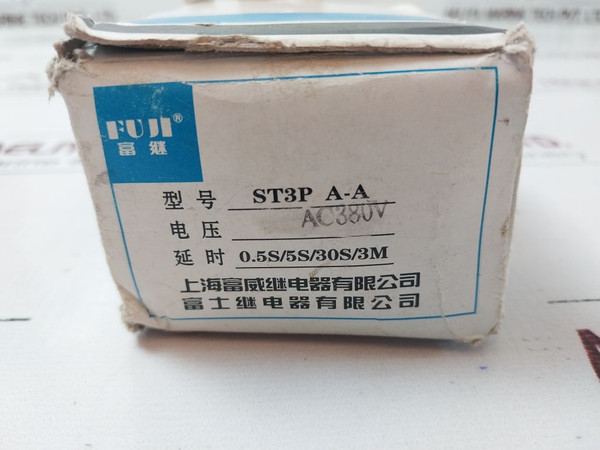 FUJI®
富继
型号 ST3P A-A
电压 AC380V
延时 0.5S/5S/30S/3M
上海富威继电器有限公司
富士继电器有限公司